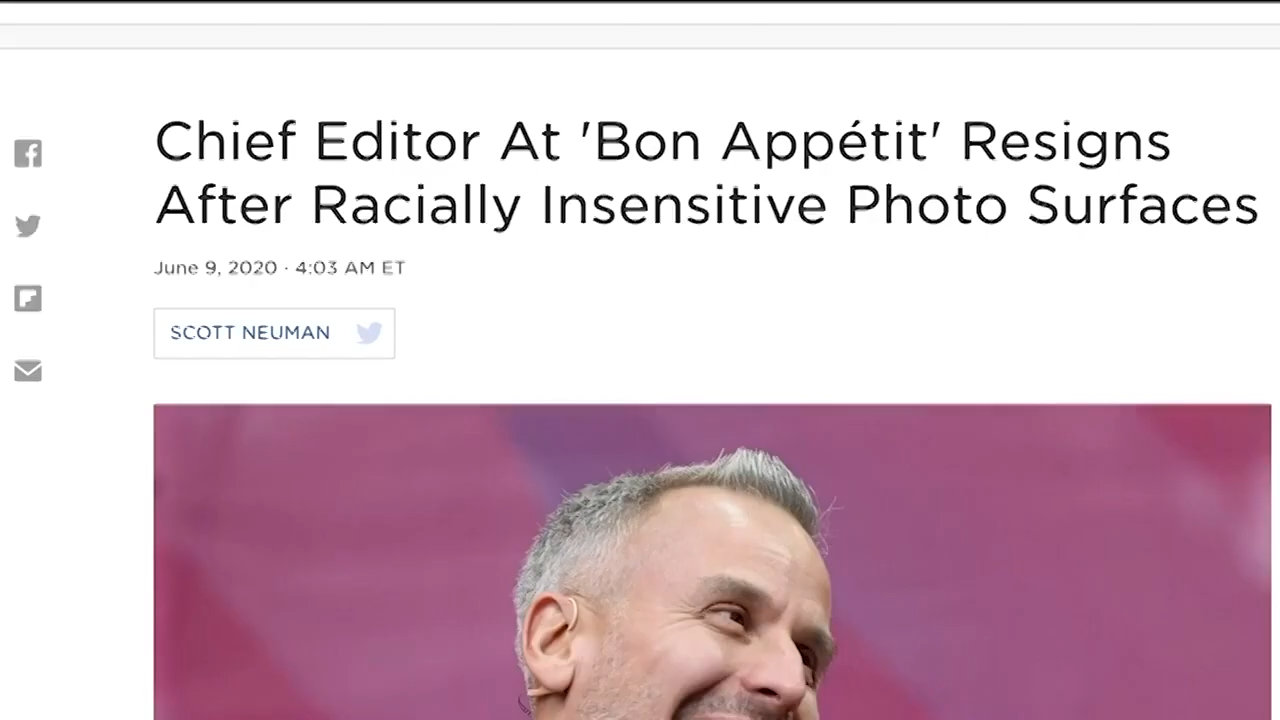 Chief Editor At 'Bon Appétit' Resigns
After Racially Insensitive Photo Surfaces
June 9, 2020 · 4:03 AM ET
SCOTT NEUMAN